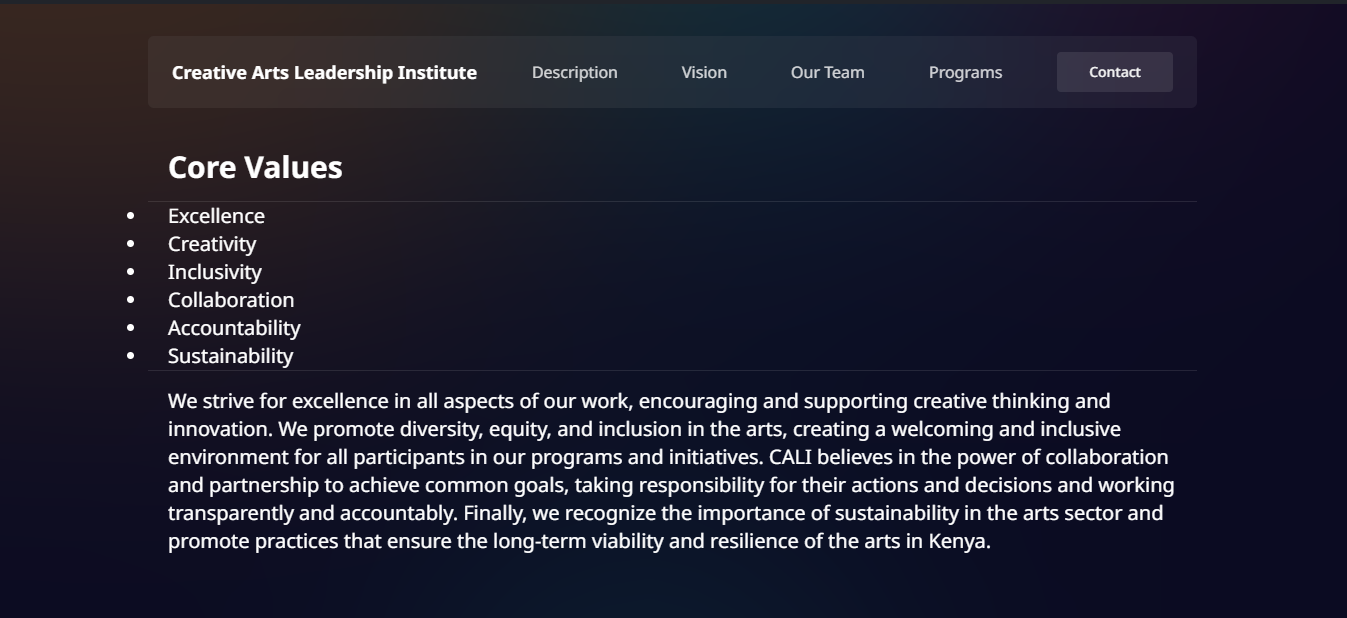 Creative Arts Leadership Institute Description Vision Our Team Programs Contact
Core Values
Excellence
Creativity
Inclusivity
Collaboration
Accountability
Sustainability
We strive for excellence in all aspects of our work, encouraging and supporting creative thinking and
innovation. We promote diversity, equity, and inclusion in the arts, creating a welcoming and inclusive
environment for all participants in our programs and initiatives. CALI believes in the power of collaboration
and partnership to achieve common goals, taking responsibility for their actions and decisions and working
transparently and accountably. Finally, we recognize the importance of sustainability in the arts sector and
promote practices that ensure the long-term viability and resilience of the arts in Kenya.